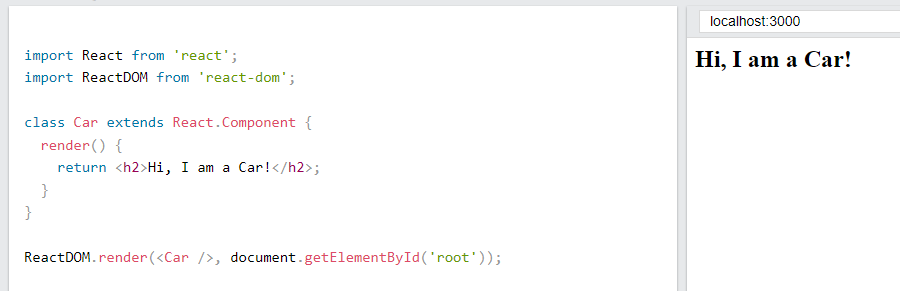 import React from 'react';
import ReactDOM from 'react-dom';
class Car extends React.Component {
render() {
return <h2>Hi, I am a Car!</h2>;
}
}
ReactDOM.render(<Car />, document.getElementById('root'));
localhost:3000
Hi, I am a Car!